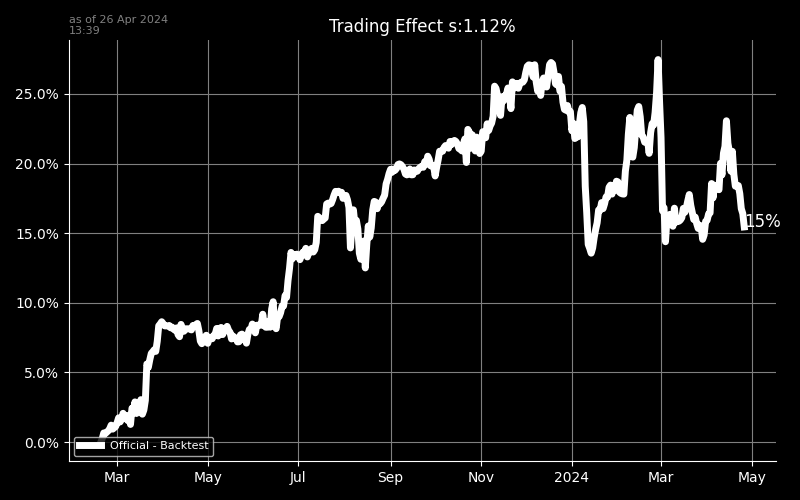 as of 26 Apr 2024
13:39
Trading Effect s:1.12%
25.0%
20.0%
15.0%
15%
10.0%
5.0%
0.0%
Official - Backtest
Mar May Jul Sep Nov 2024 Mar May